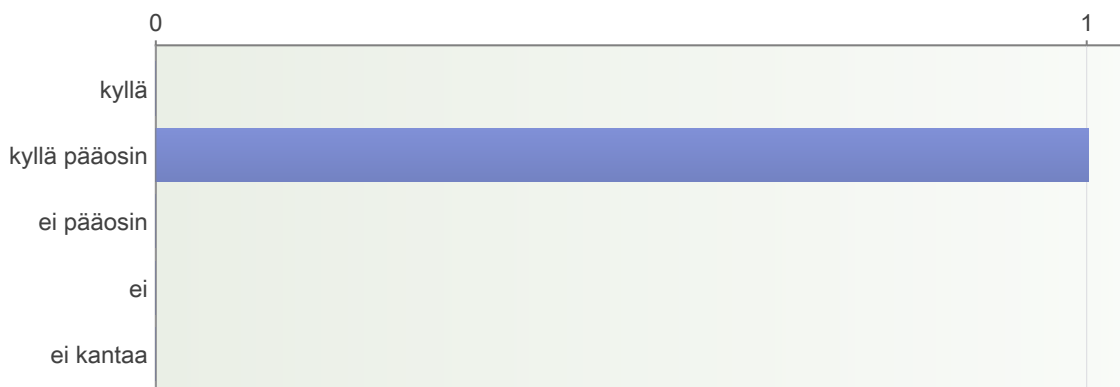 0 1
kyllä
kyllä pääosin
ei pääosin
ei
ei kantaa